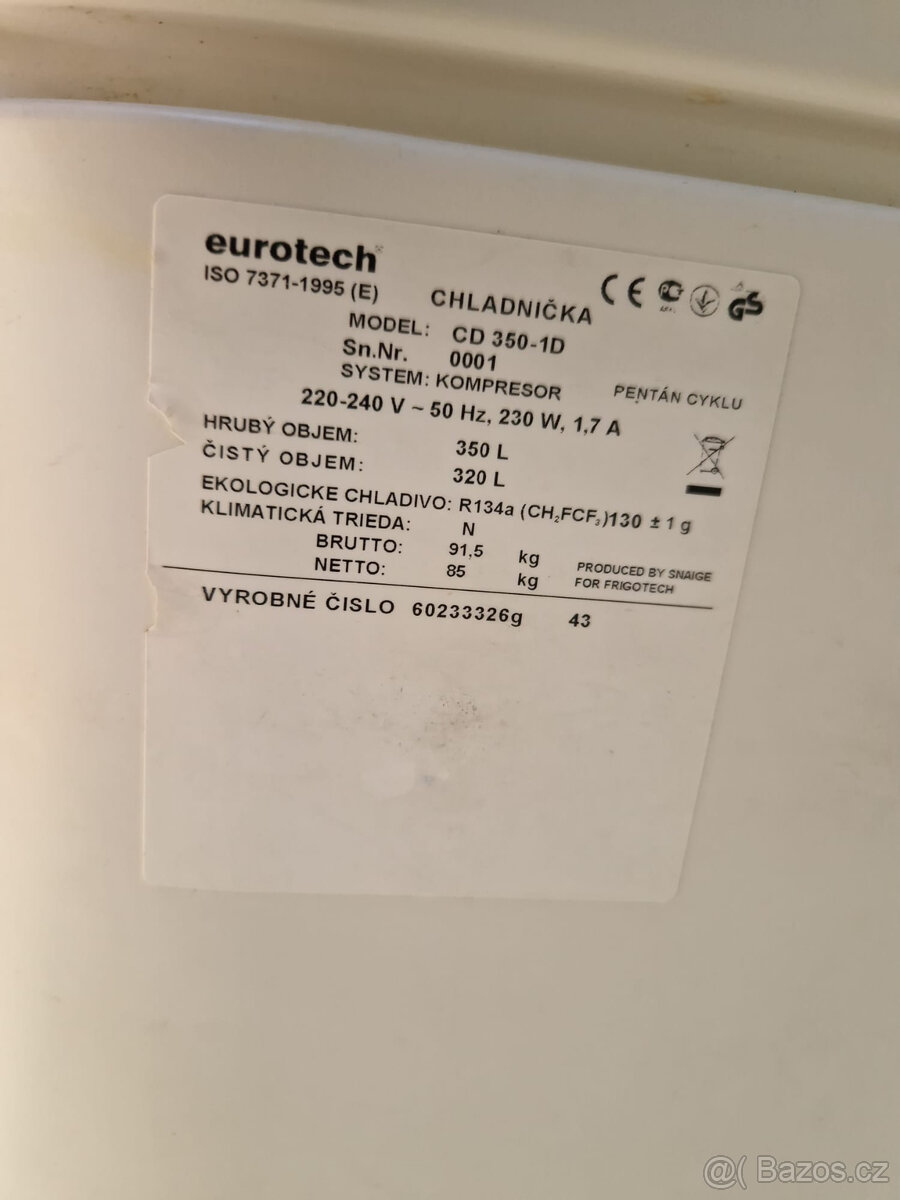 eurotech
ISO 7371-1995 (E)
CHLADNIČKA
MODEL: CD 350-1D
Sn.Nr. 0001
SYSTEM: KOMPRESOR PENTÁN CYKLU
220-240 V ~ 50 Hz, 230 W, 1,7 A
HRUBÝ OBJEM: 350 L
ČISTÝ OBJEM: 320 L
EKOLOGICKE CHLADIVO: R134a (CH₂FCF₃)130 ± 1 g
KLIMATICKÁ TRIEDA: N
BRUTTO: 91,5 kg
NETTO: 85 kg
PRODUCED BY SNAIGE
FOR FRIGOTECH
VYROBNÉ ČISLO 60233326g 43
@( Bazos.cz